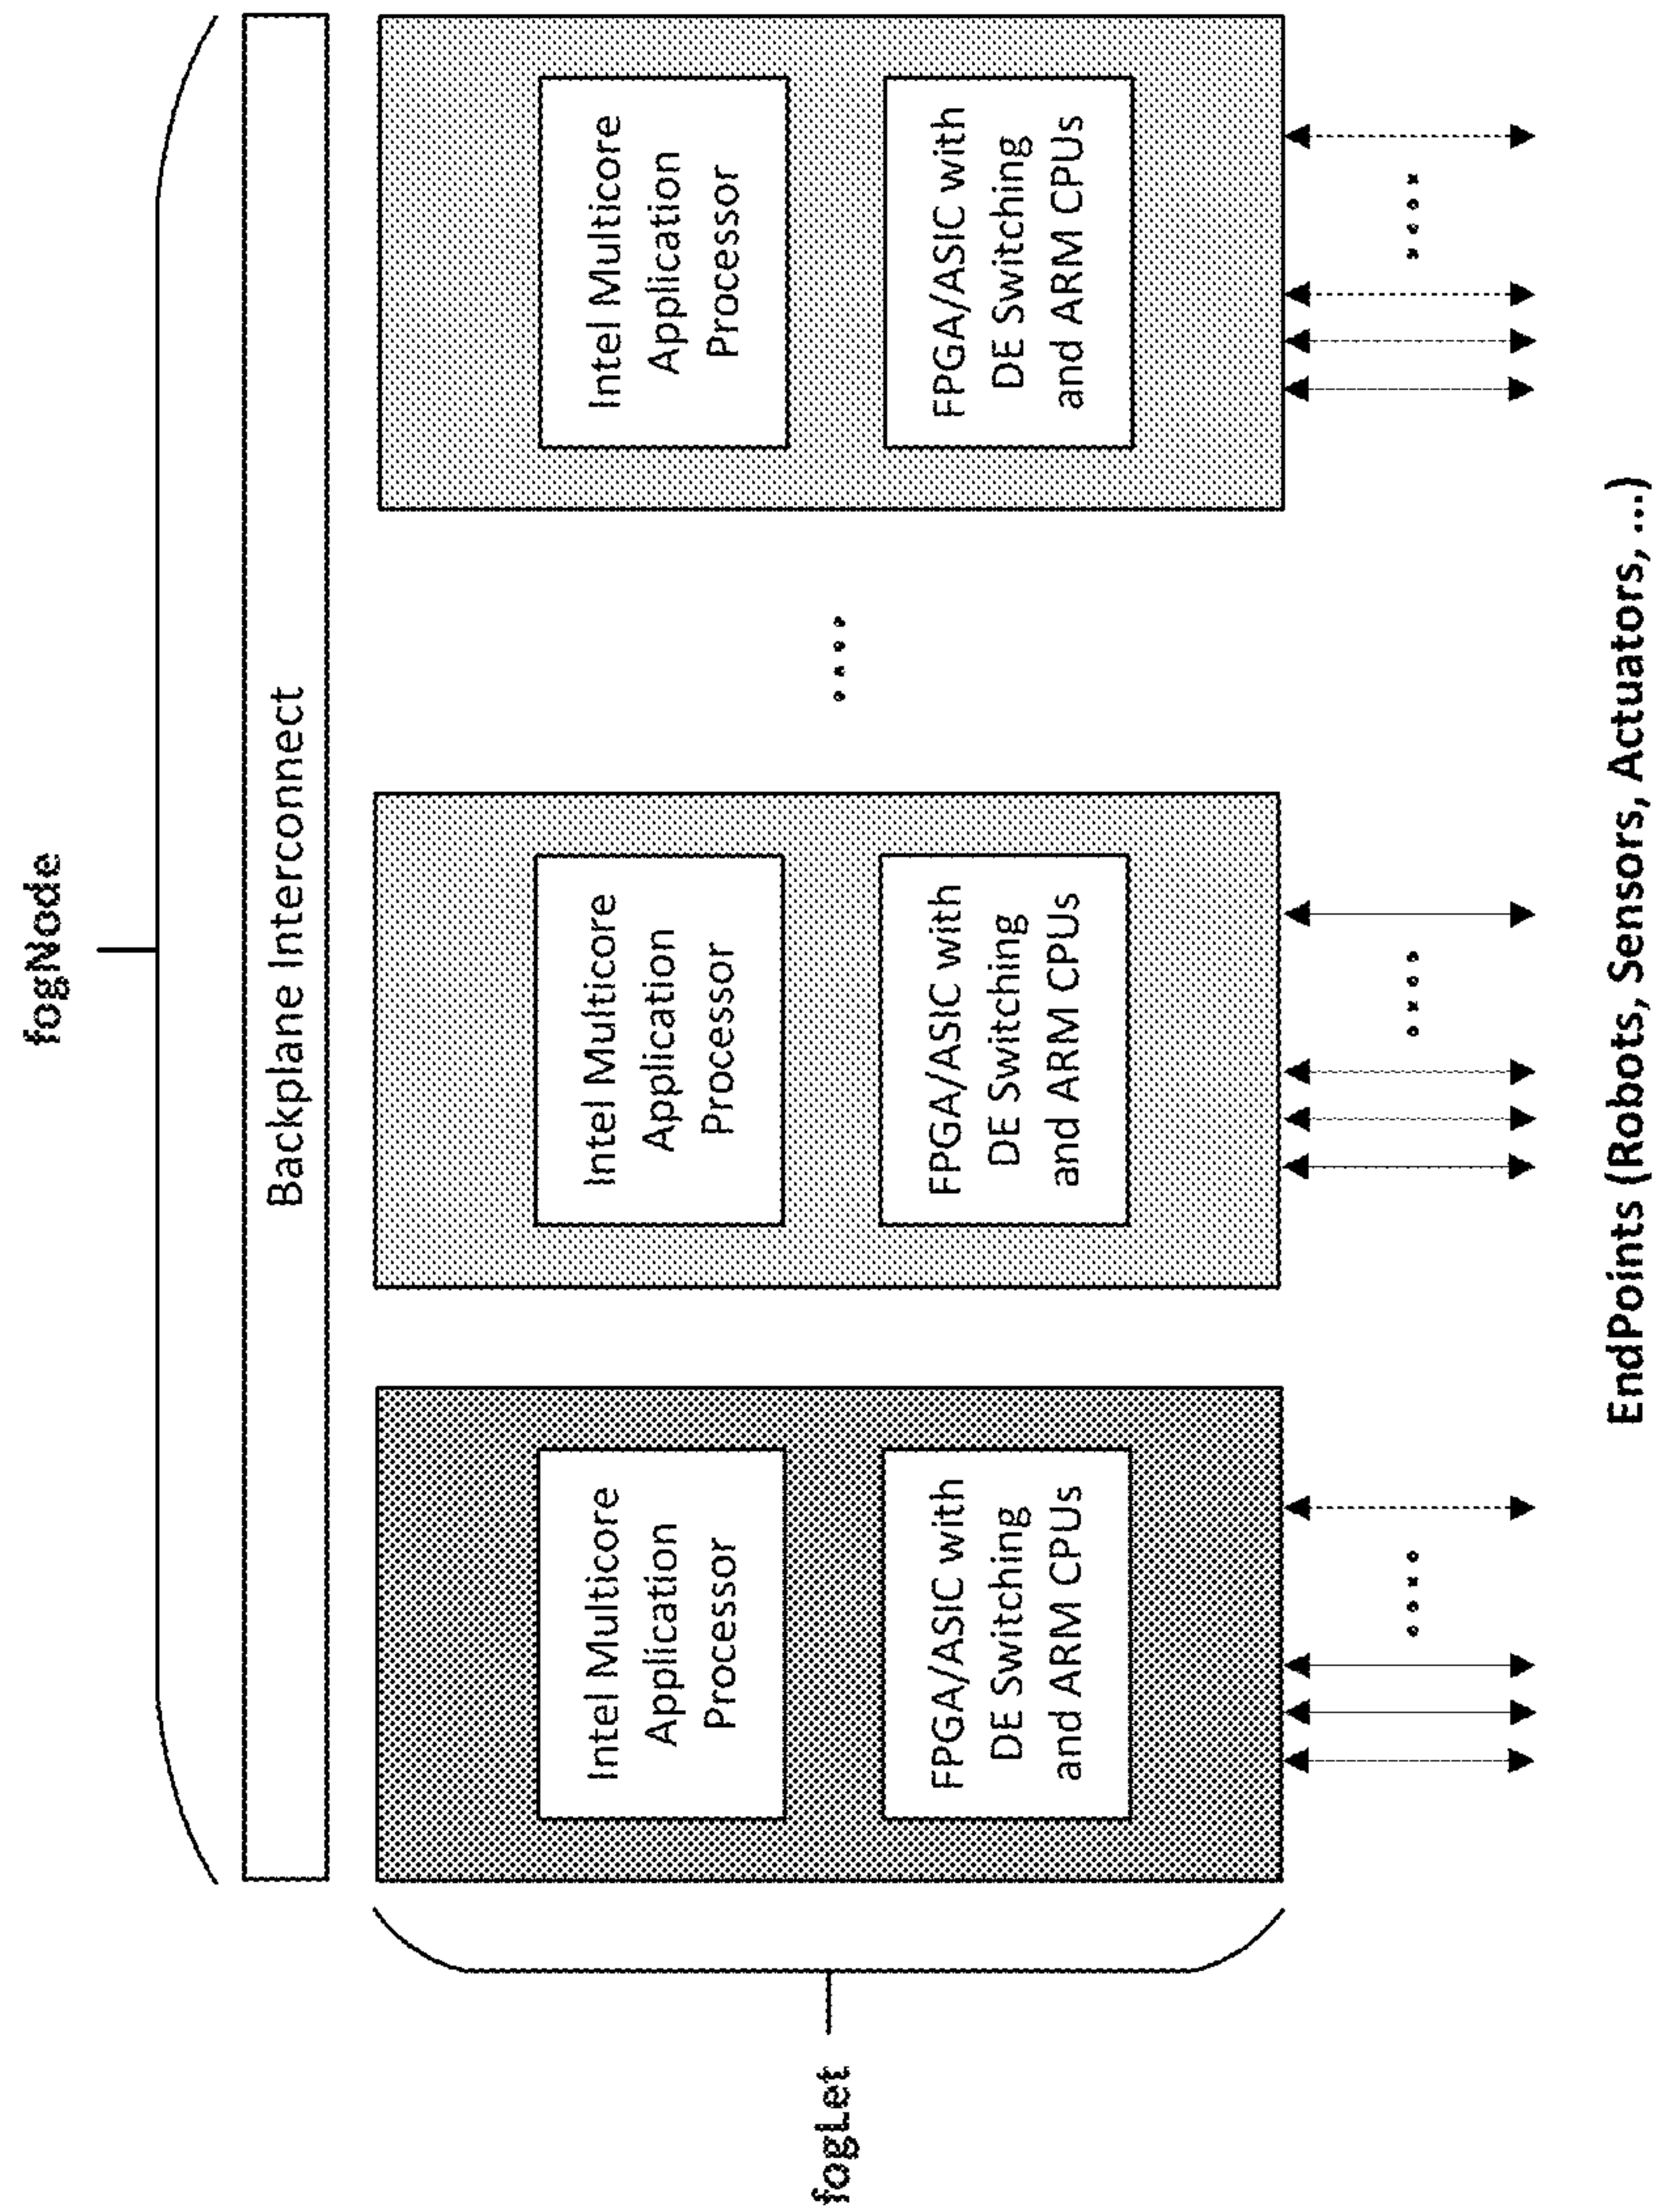 fogNode
Backplane Interconnect
fogLet
Intel Multicore
Application
Processor
FPGA/ASIC with
DE Switching
and ARM CPUs
Intel Multicore
Application
Processor
FPGA/ASIC with
DE Switching
and ARM CPUs
Intel Multicore
Application
Processor
FPGA/ASIC with
DE Switching
and ARM CPUs
EndPoints (Robots, Sensors, Actuators, ...)